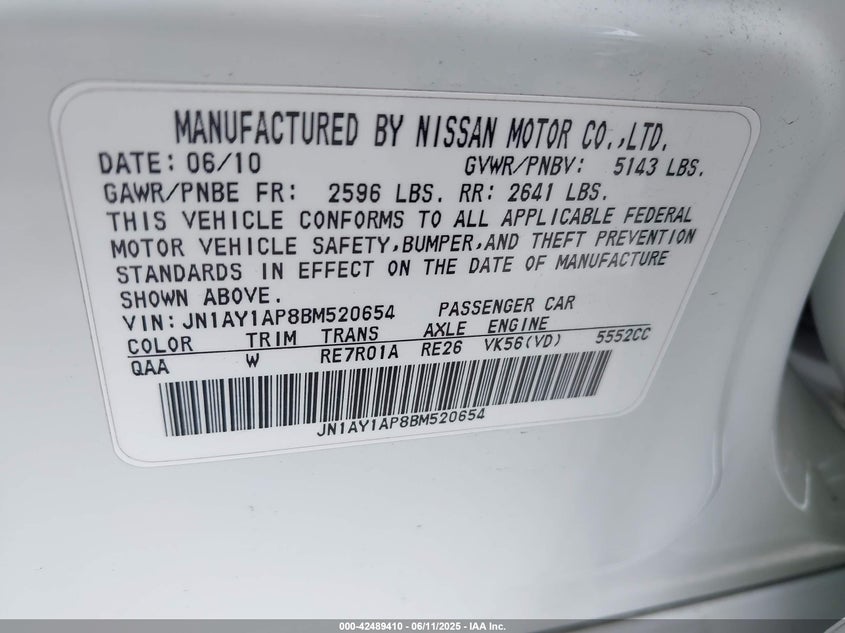 MANUFACTURED BY NISSAN MOTOR CO.,LTD.
DATE: 06/10 GVWR/PNBV: 5143 LBS.
GAWR/PNBE FR: 2596 LBS. RR: 2641 LBS.
THIS VEHICLE CONFORMS TO ALL APPLICABLE FEDERAL
MOTOR VEHICLE SAFETY,BUMPER,AND THEFT PREVENTION
STANDARDS IN EFFECT ON THE DATE OF MANUFACTURE
SHOWN ABOVE.
VIN: JN1AY1AP8BM520654 PASSENGER CAR
COLOR TRIM TRANS AXLE ENGINE
QAA W RE7R01A RE26 VK56(VD) 5552CC
JN1AY1AP8BM520654
000-42489410 - 06/11/2025 - IAA Inc.